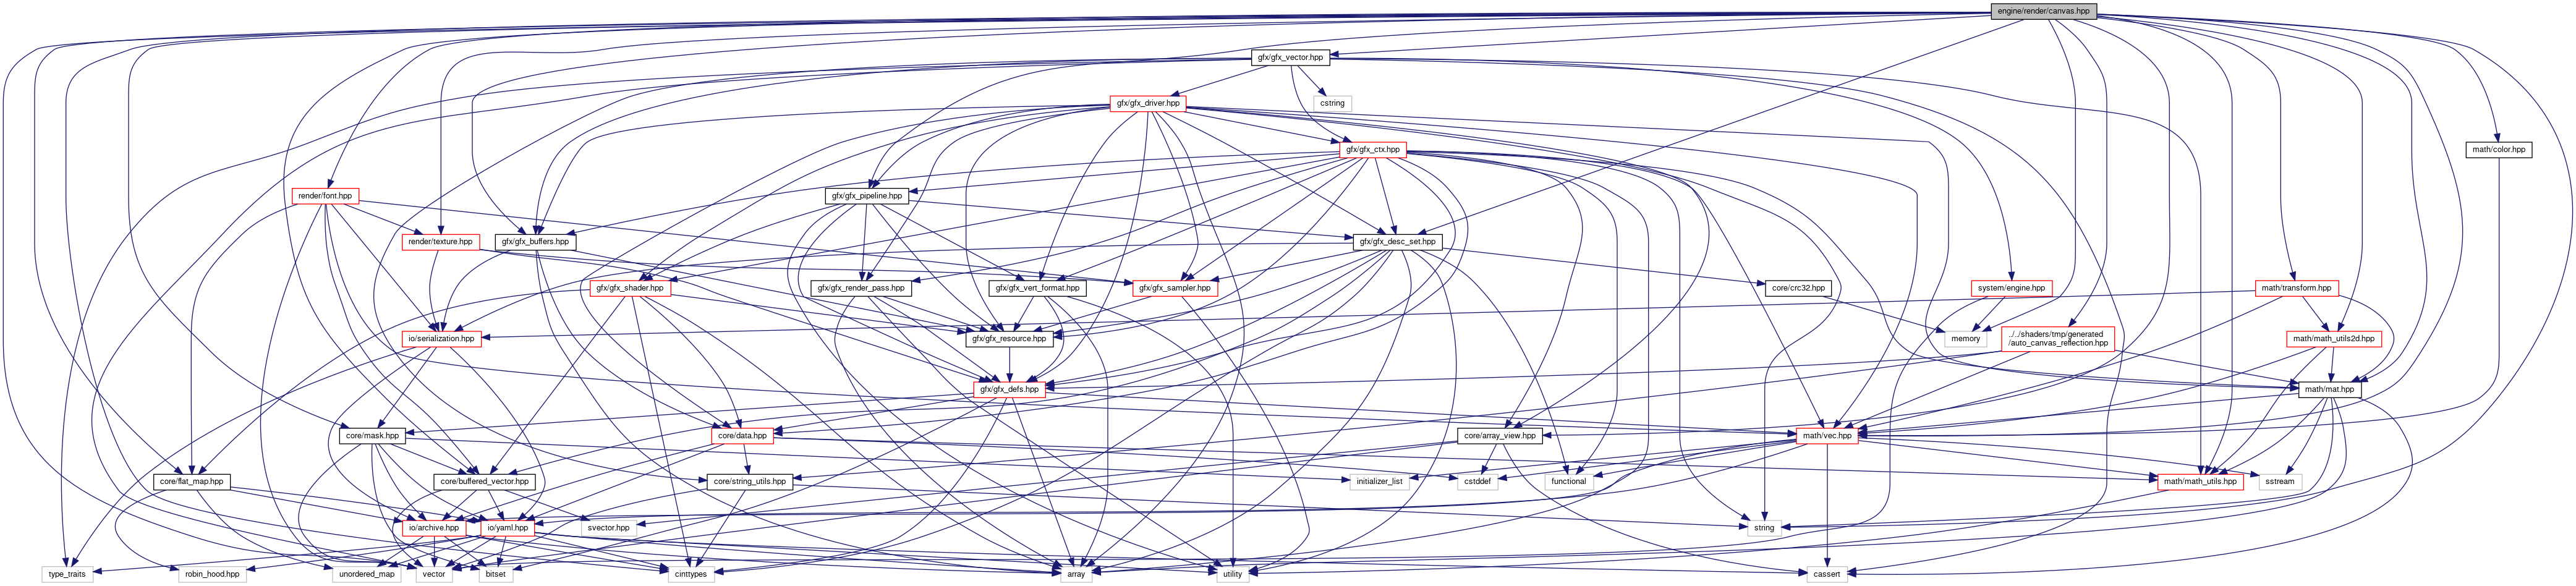 engine/render/canvas.hpp
gfx/gfx_vector.hpp
gfx/gfx_driver.hpp
cstring
gfx/gfx_ctx.hpp
math/color.hpp
render/font.hpp
gfx/gfx_pipeline.hpp
render/texture.hpp
gfx/gfx_buffers.hpp
gfx/gfx_desc_set.hpp
gfx/gfx_shader.hpp
gfx/gfx_render_pass.hpp
gfx/gfx_vert_format.hpp
gfx/gfx_sampler.hpp
core/crc32.hpp
system/engine.hpp
math/transform.hpp
io/serialization.hpp
gfx/gfx_resource.hpp
memory
../../shaders/tmp/generated
/auto_canvas_reflection.hpp
math/math_utils2d.hpp
gfx/gfx_defs.hpp
math/mat.hpp
core/mask.hpp
core/data.hpp
core/array_view.hpp
math/vec.hpp
core/flat_map.hpp
core/buffered_vector.hpp
core/string_utils.hpp
initializer_list
cstddef
functional
math/math_utils.hpp
sstream
io/archive.hpp
io/yaml.hpp
svector.hpp
string
type_traits
robin_hood.hpp
unordered_map
vector
bitset
cinttypes
array
utility
cassert